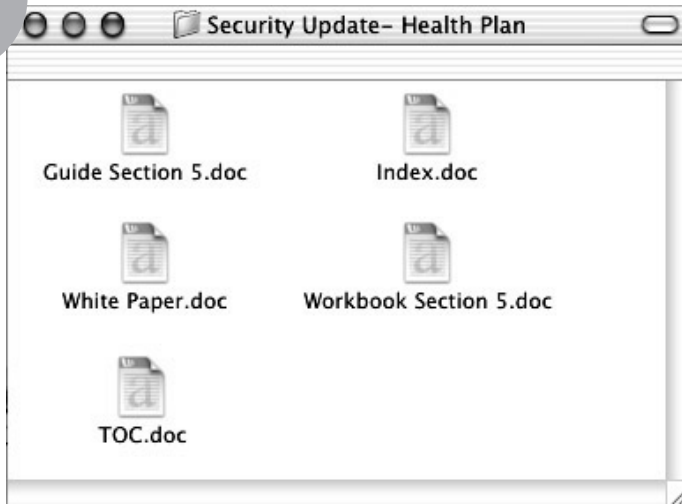 Security Update– Health Plan
Guide Section 5.doc
Index.doc
White Paper.doc
Workbook Section 5.doc
TOC.doc